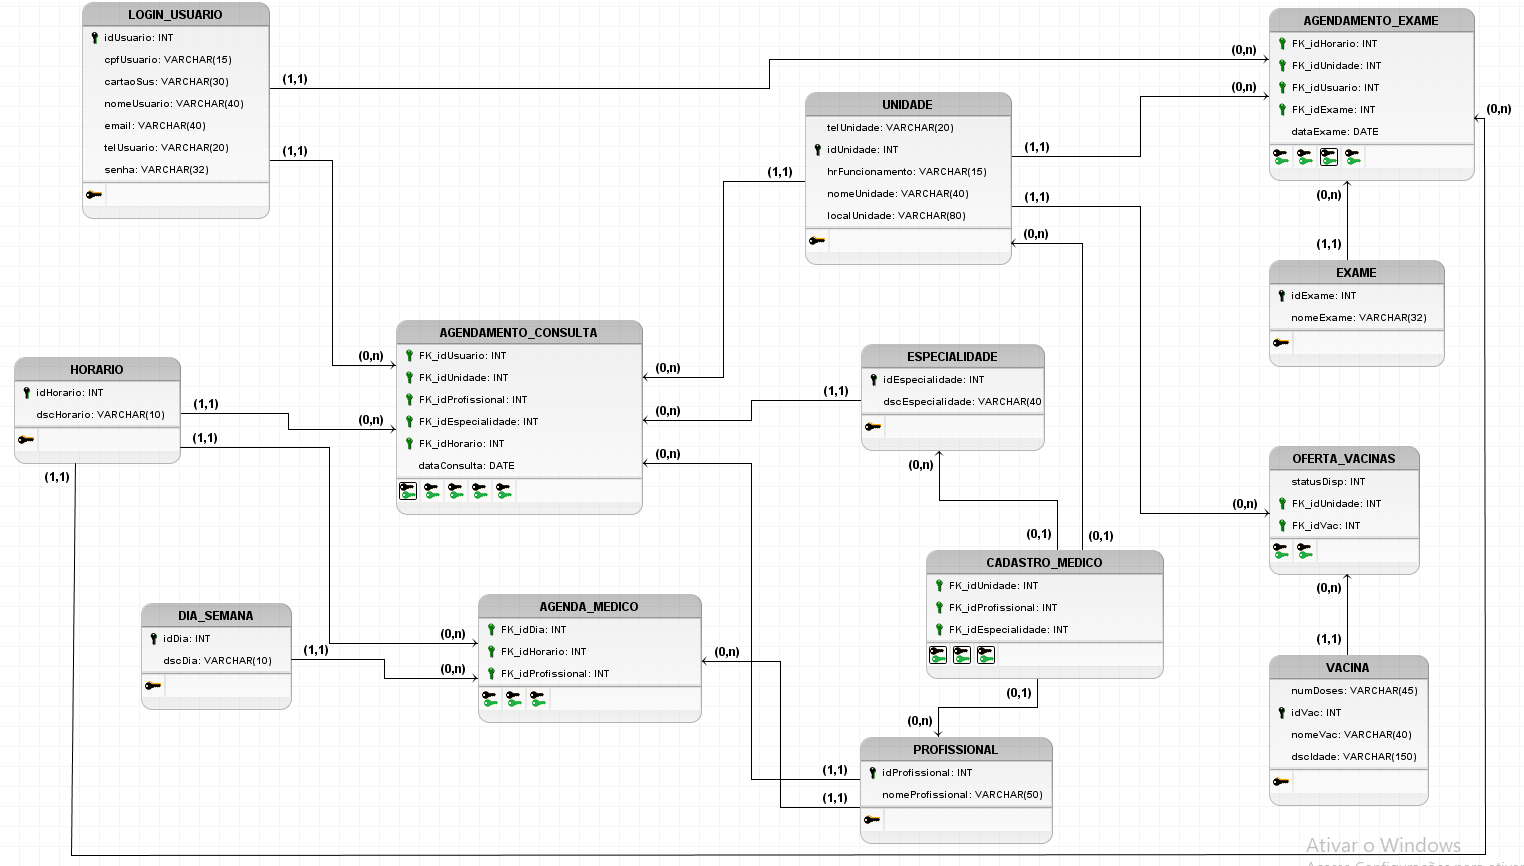 LOGIN_USUARIO
idUsuario: INT
cpfUsuario: VARCHAR(15)
cartaoSus: VARCHAR(30)
nomeUsuario: VARCHAR(40)
email: VARCHAR(40)
telUsuario: VARCHAR(20)
senha: VARCHAR(32)
(1,1)
(1,1)
(0,n)
(0,n)
AGENDAMENTO_EXAME
FK_idHorario: INT
FK_idUnidade: INT
FK_idUsuario: INT
FK_idExame: INT
dataExame: DATE
(0,n)
(0,n)
(1,1)
UNIDADE
telUnidade: VARCHAR(20)
idUnidade: INT
hrFuncionamento: VARCHAR(15)
nomeUnidade: VARCHAR(40)
localUnidade: VARCHAR(80)
(1,1)
(1,1)
(1,1)
(0,n)
EXAME
idExame: INT
nomeExame: VARCHAR(32)
AGENDAMENTO_CONSULTA
FK_idUsuario: INT
FK_idUnidade: INT
FK_idProfissional: INT
FK_idEspecialidade: INT
FK_idHorario: INT
dataConsulta: DATE
(0,n)
(0,n)
(0,n)
(0,n)
(0,n)
HORARIO
idHorario: INT
dscHorario: VARCHAR(10)
(1,1)
(1,1)
(1,1)
ESPECIALIDADE
idEspecialidade: INT
dscEspecialidade: VARCHAR(40
(1,1)
(0,n)
OFERTA_VACINAS
statusDisp: INT
FK_idUnidade: INT
FK_idVac: INT
(0,n)
(0,n)
(1,1)
(0,1)
(0,1)
CADASTRO_MEDICO
FK_idUnidade: INT
FK_idProfissional: INT
FK_idEspecialidade: INT
(0,1)
(0,n)
DIA_SEMANA
idDia: INT
dscDia: VARCHAR(10)
(1,1)
AGENDA_MEDICO
FK_idDia: INT
FK_idHorario: INT
FK_idProfissional: INT
(0,n)
(0,n)
(0,n)
PROFISSIONAL
idProfissional: INT
nomeProfissional: VARCHAR(50)
(1,1)
(1,1)
VACINA
numDoses: VARCHAR(45)
idVac: INT
nomeVac: VARCHAR(40)
dscIdade: VARCHAR(150)
Ativar o Windows